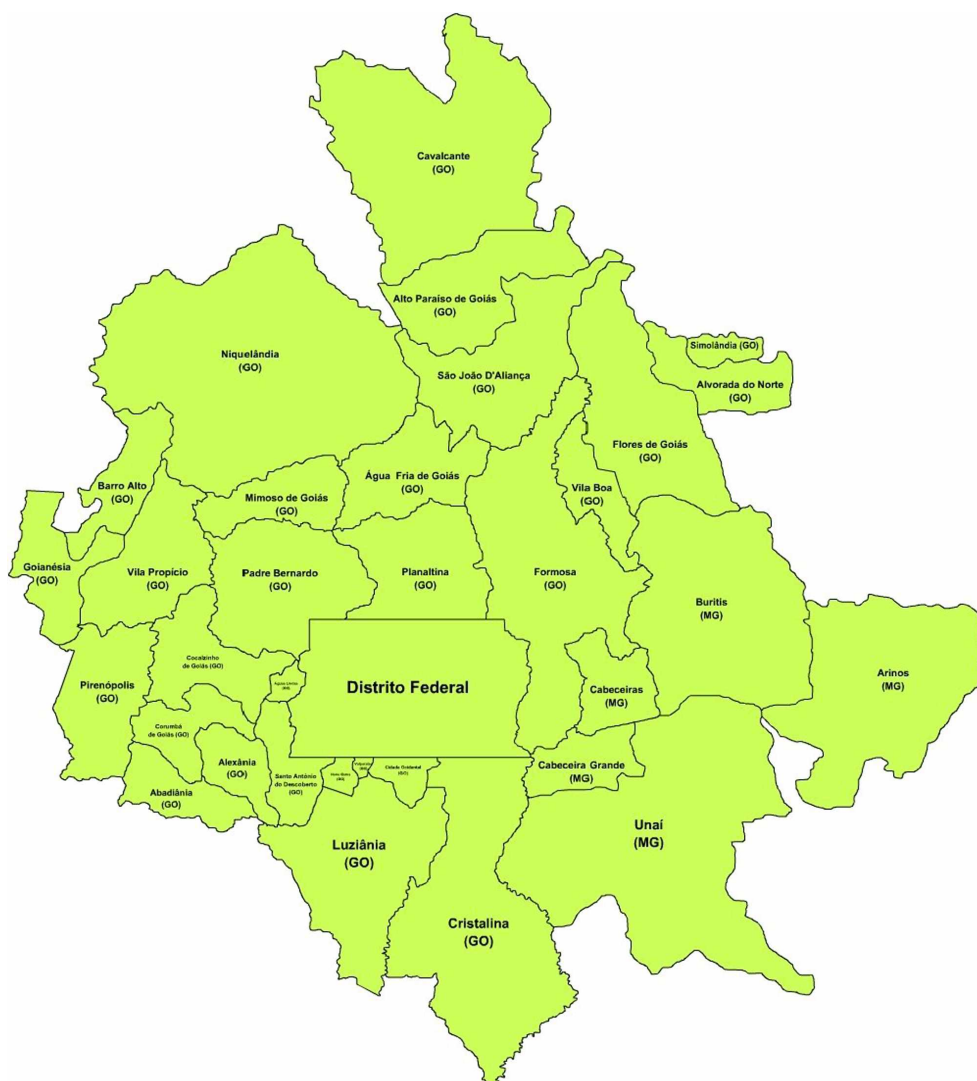 Cavalcante
(GO)
Alto Paraíso de Goiás
(GO)
Niquelândia
(GO)
São João D'Aliança
(GO)
Simolândia (GO)
Alvorada do Norte
(GO)
Flores de Goiás
(GO)
Água Fria de Goiás
(GO)
Vila Boa
(GO)
Barro Alto
(GO)
Mimoso de Goiás
(GO)
Goianésia
(GO)
Vila Propício
(GO)
Padre Bernardo
(GO)
Planaltina
(GO)
Formosa
(GO)
Buritis
(MG)
Arinos
(MG)
Cocalzinho
de Goiás (GO)
Pirenópolis
(GO)
Distrito Federal
Cabeceiras
(MG)
Corumbá
de Goiás (GO)
Alexânia
(GO)
Santo Antônio
do Descoberto
(GO)
Cidade Ocidental
(GO)
Cabeceira Grande
(MG)
Abadiânia
(GO)
Luziânia
(GO)
Unaí
(MG)
Cristalina
(GO)